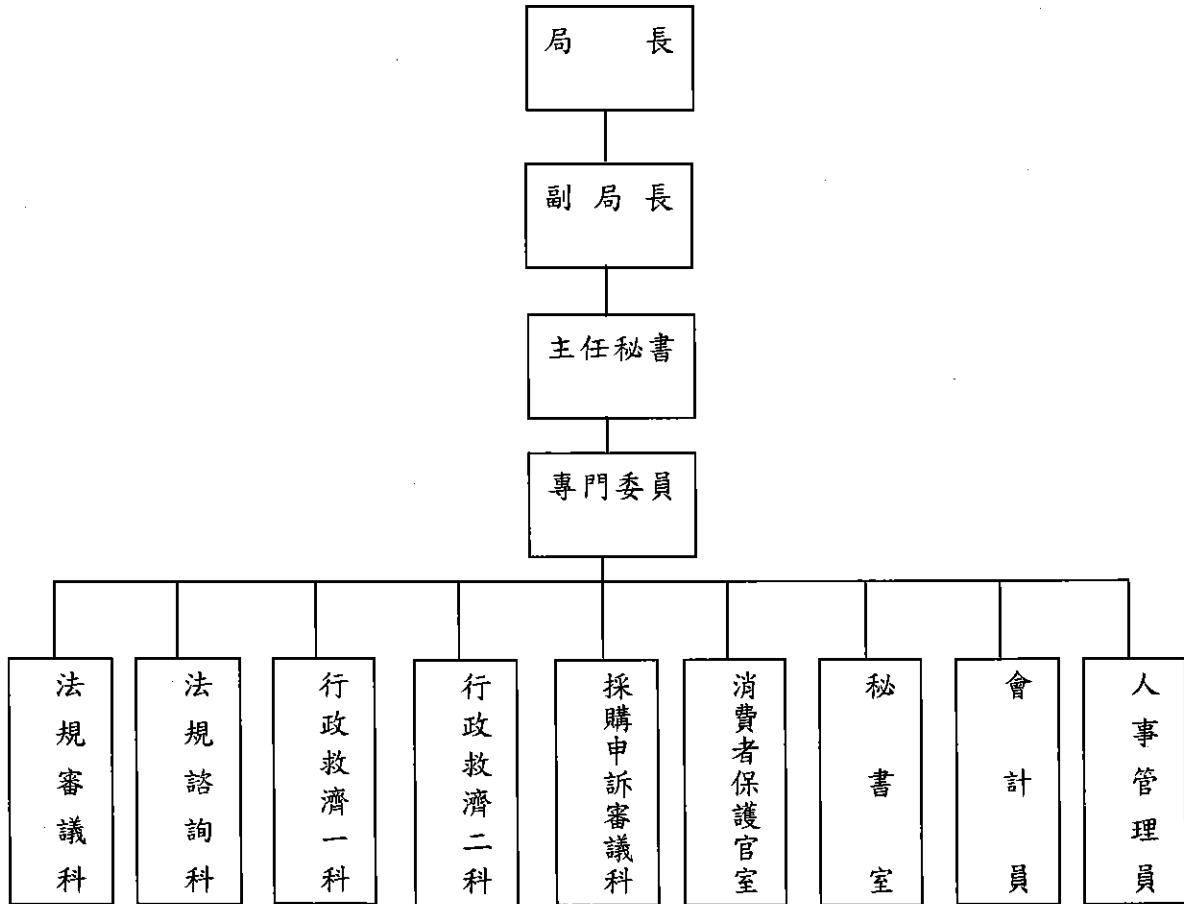 局長
副局長
主任秘書
專門委員
法規審議科
法規諮詢科
行政救濟一科
行政救濟二科
採購申訴審議科
消費者保護官室
秘書室
會計員
人事管理員